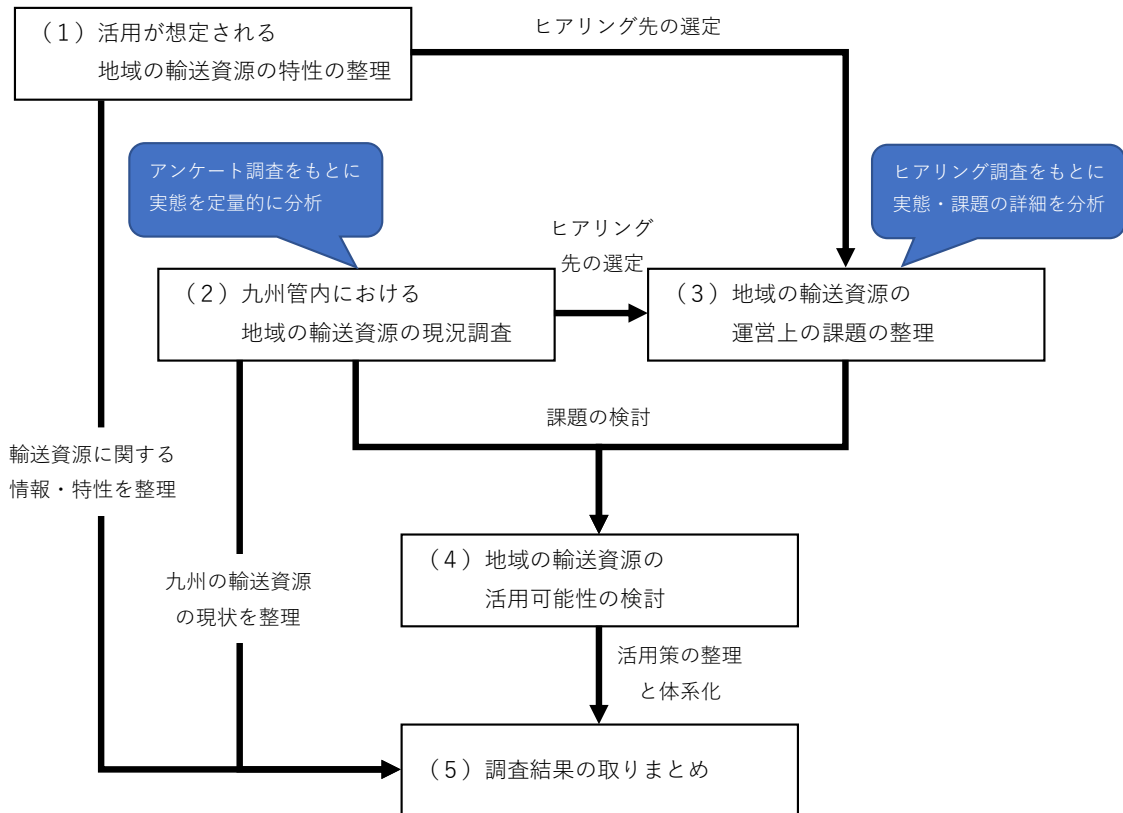 （１）活用が想定される
地域の輸送資源の特性の整理
ヒアリング先の選定
アンケート調査をもとに
実態を定量的に分析
ヒアリング調査をもとに
実態・課題の詳細を分析
ヒアリング
先の選定
（２）九州管内における
地域の輸送資源の現況調査
（３）地域の輸送資源の
運営上の課題の整理
課題の検討
輸送資源に関する
情報・特性を整理
九州の輸送資源
の現状を整理
（４）地域の輸送資源の
活用可能性の検討
活用策の整理
と体系化
（５）調査結果の取りまとめ